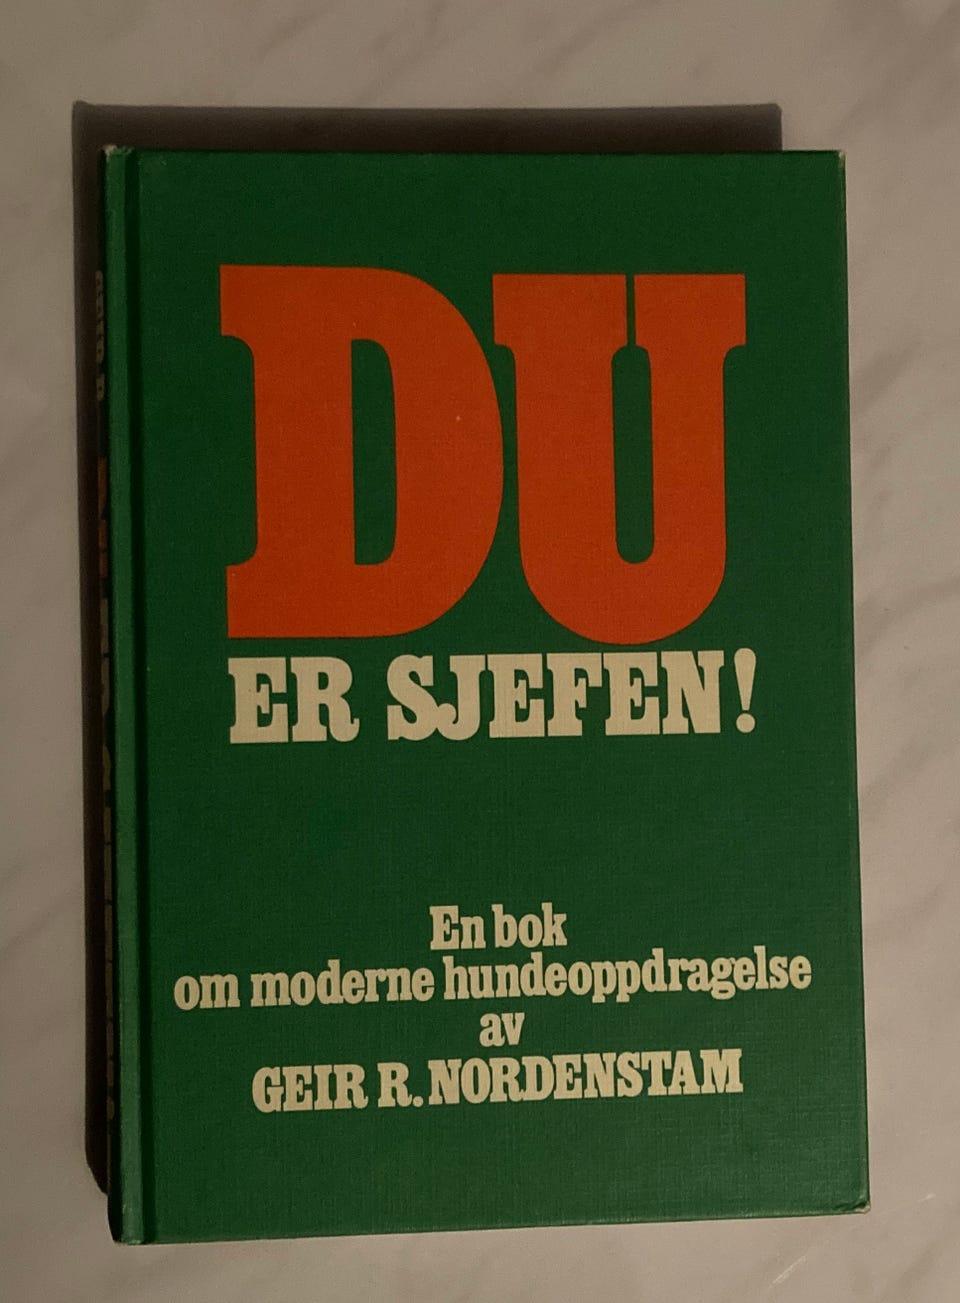 DU
ER SJEFEN!
En bok
om moderne hundeoppdragelse
av
GEIR R. NORDENSTAM